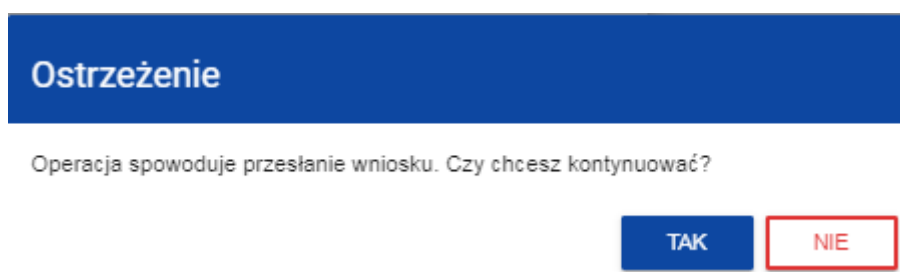 Ostrzeżenie
Operacja spowoduje przesłanie wniosku. Czy chcesz kontynuować?
TAK NIE